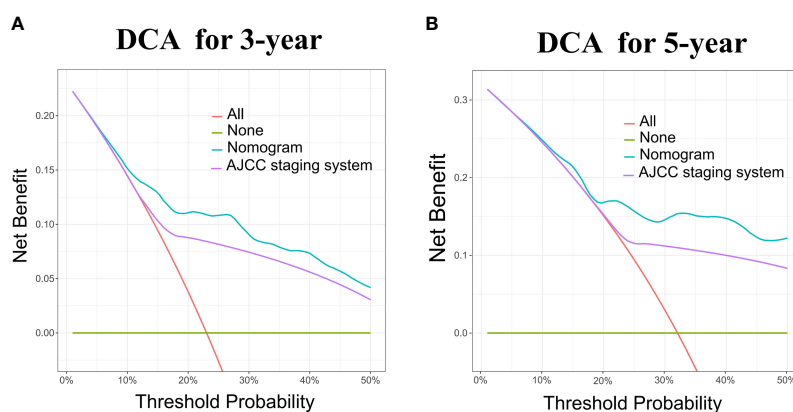 A
DCA for 3-year
Net Benefit
0.20
0.15
0.10
0.05
0.00
All
None
Nomogram
AJCC staging system
0%
10%
20%
30%
40%
50%
Threshold Probability
B
DCA for 5-year
Net Benefit
0.3
0.2
0.1
0.0
All
None
Nomogram
AJCC staging system
0%
10%
20%
30%
40%
50%
Threshold Probability